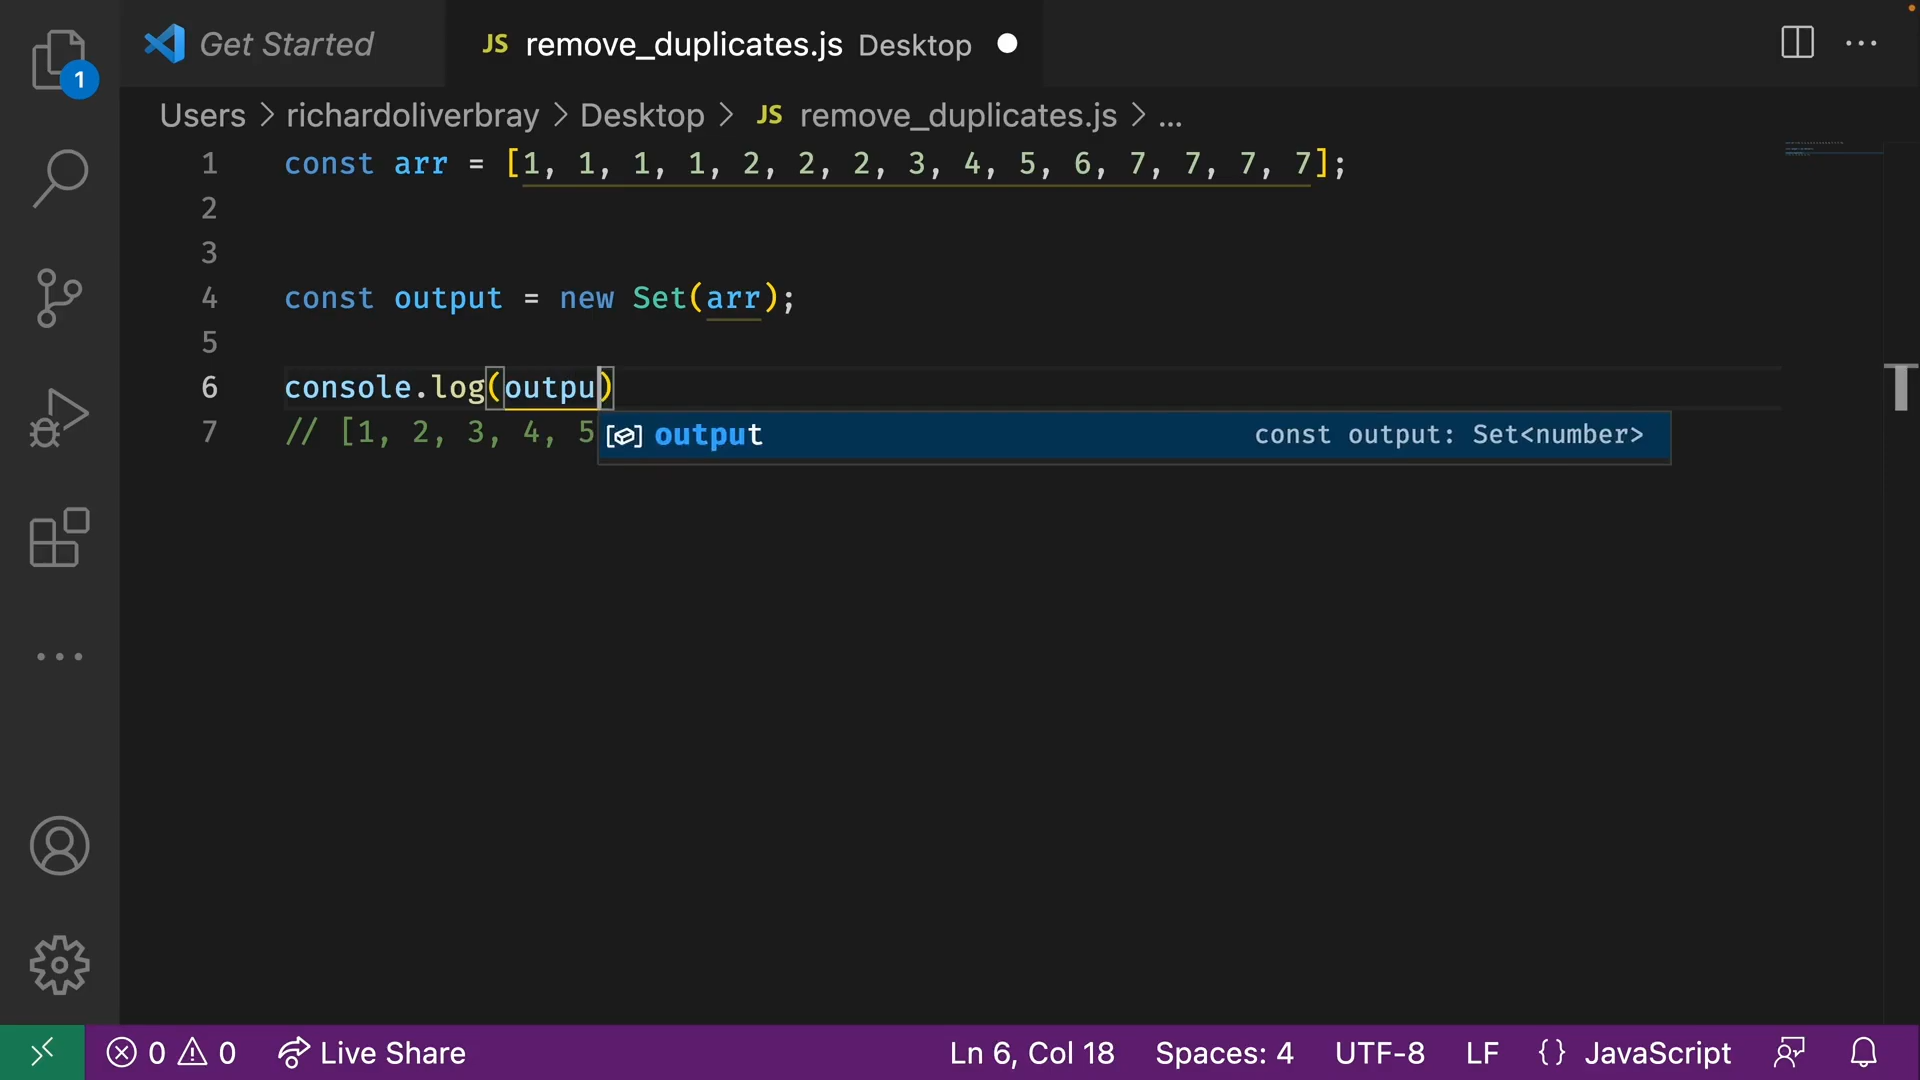 Get Started
JS remove_duplicates.js Desktop
1
Users > richardoliverbray > Desktop > JS remove_duplicates.js > ...
1 const arr = [1, 1, 1, 1, 2, 2, 2, 3, 4, 5, 6, 7, 7, 7, 7];
2
3
4 const output = new Set(arr);
5
6 console.log(outpu)
7 // [1, 2, 3, 4, 5
output const output: Set<number>
0 0 Live Share Ln 6, Col 18 Spaces: 4 UTF-8 LF {} JavaScript